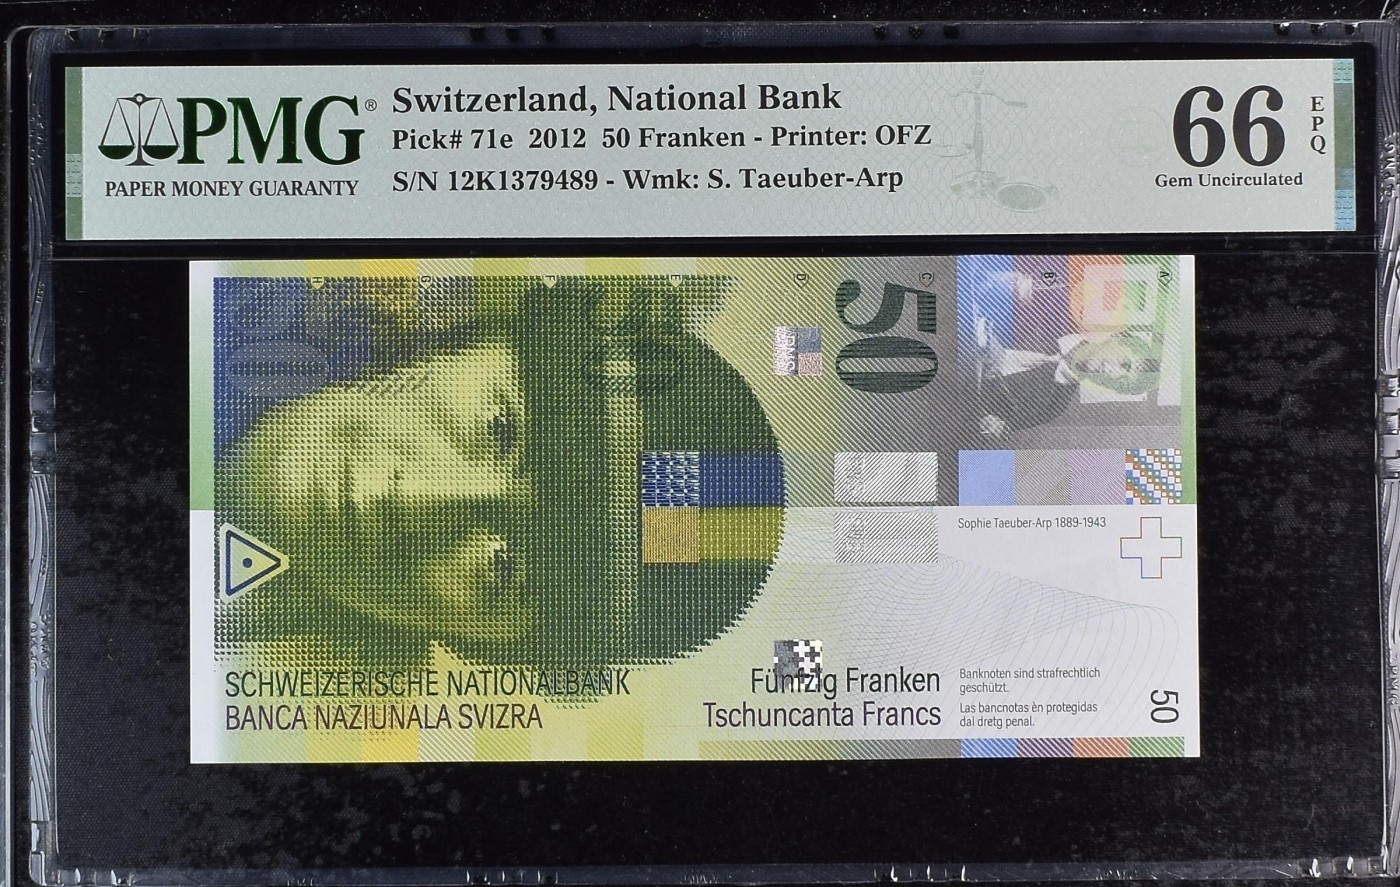 PMG®
PAPER MONEY GUARANTY
Switzerland, National Bank
Pick# 71e 2012 50 Franken - Printer: OFZ
S/N 12K1379489 - Wmk: S. Taeuber-Arp
66
EPQ
Gem Uncirculated
H G F E D C B A
50
Sophie Taeuber-Arp 1889-1943
SCHWEIZERISCHE NATIONALBANK
BANCA NAZIUNALA SVIZRA
Fünfzig Franken
Tschuncanta Francs
Banknoten sind strafrechtlich
geschützt.
Las bancnotas èn protegidas
dal dretg penal.
50